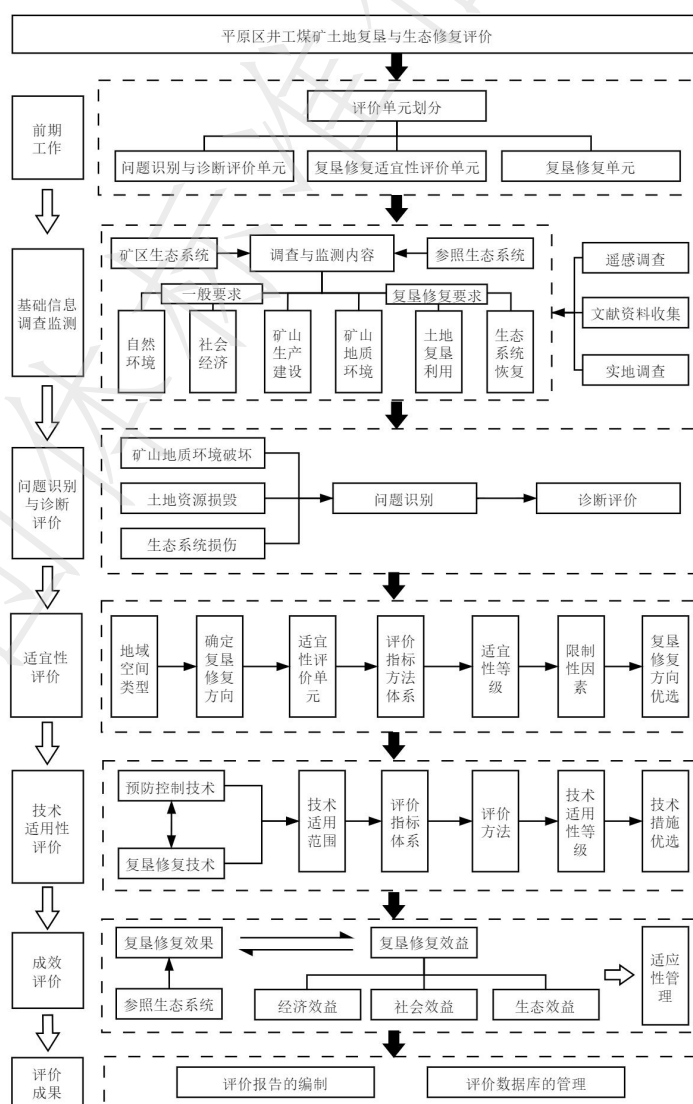 平原区井工煤矿土地复垦与生态修复评价
前期
工作
评价单元划分
问题识别与诊断评价单元
复垦修复适宜性评价单元
复垦修复单元
基础信息
调查监测
矿区生态系统
调查与监测内容
参照生态系统
一般要求
复垦修复要求
自然
环境
社会
经济
矿山
生产
建设
矿山
地质
环境
土地
复垦
利用
生态
系统
恢复
遥感调查
文献资料收集
实地调查
问题识别
与诊断
评价
矿山地质环境破坏
土地资源损毁
生态系统损伤
问题识别
诊断评价
适宜性
评价
地域
空间
类型
确定
复垦
修复
方向
适宜
性评价
单元
评价
指标
方法
体系
适宜
性等
级
限制
性因
素
复垦
修复
方向
优选
技术
适用性
评价
预防控制技术
复垦修复技术
技术
适用
范围
评价
指标
体系
评价
方法
技术
适用
性等级
技术
措施
优选
成效
评价
复垦修复效果
参照生态系统
复垦修复效益
经济效益
社会效益
生态效益
适应
性管
理
评价
成果
评价报告的编制
评价数据库的管理
团体标准